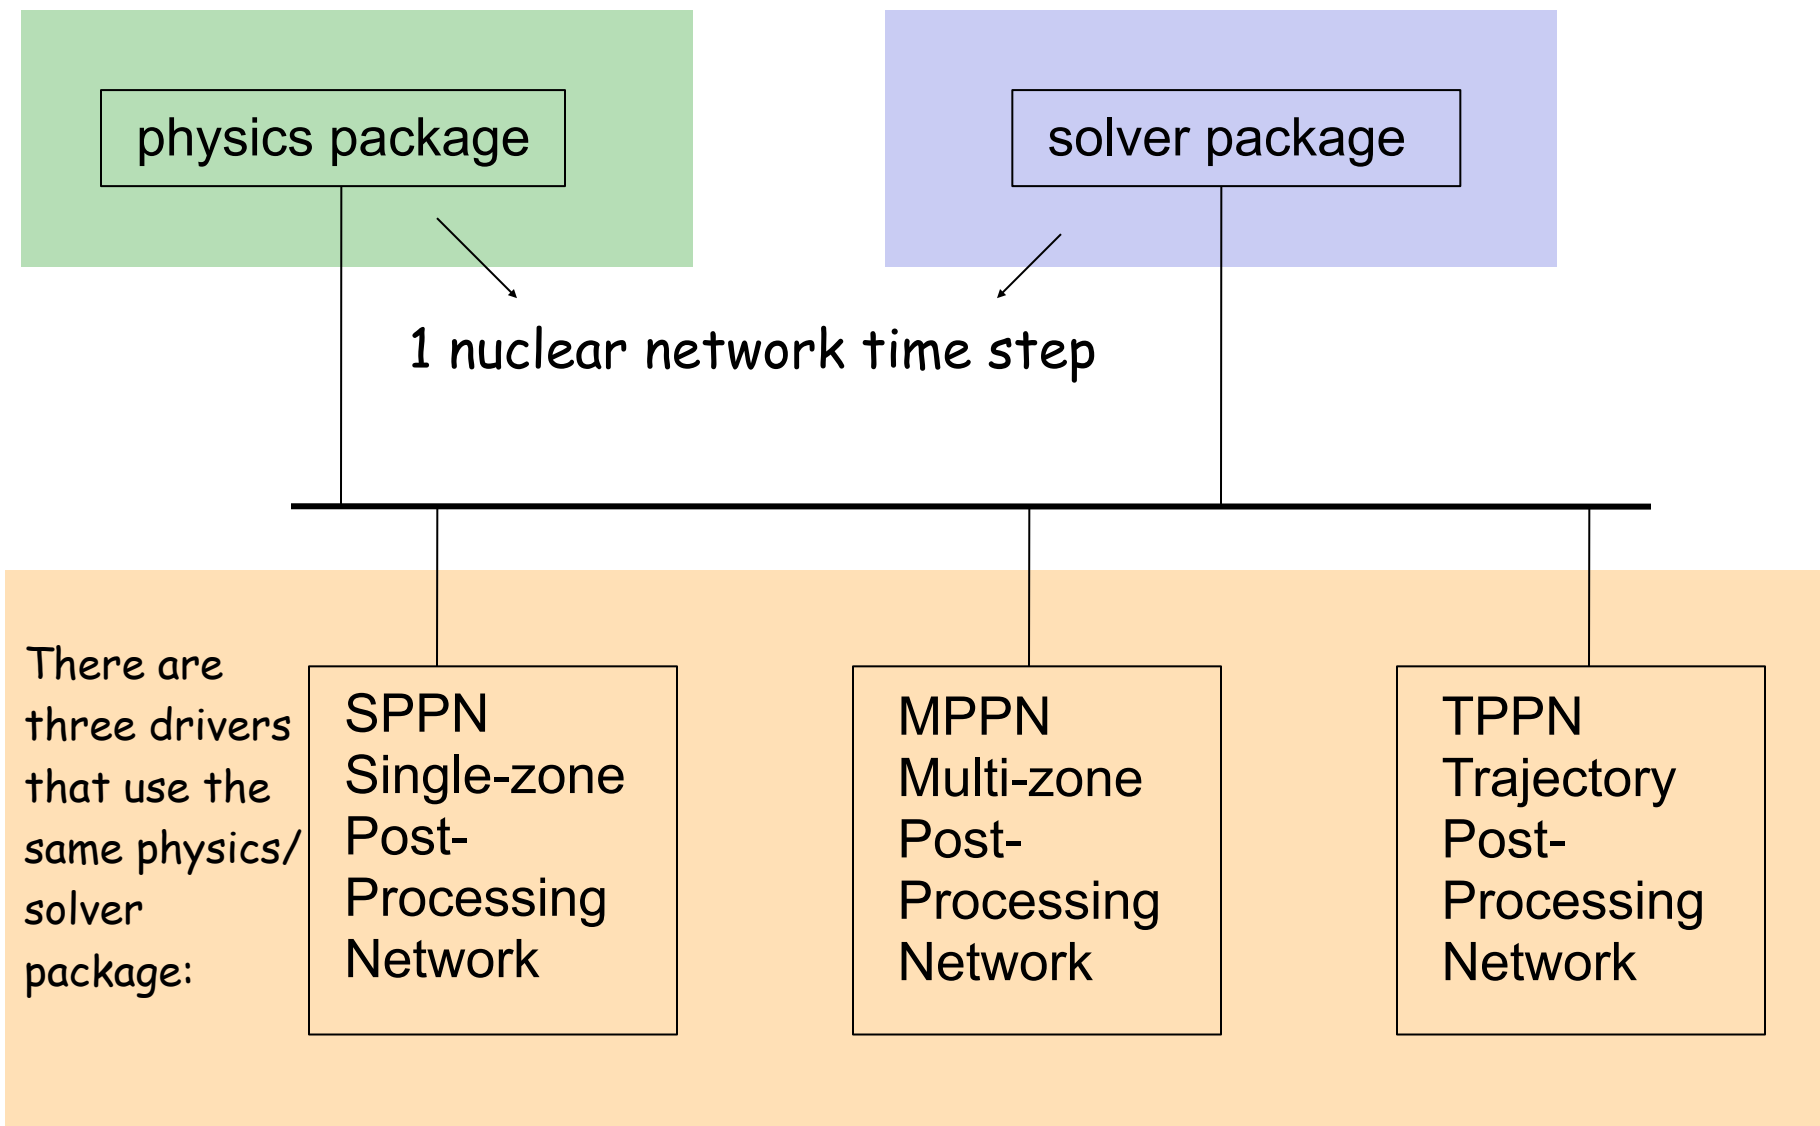 physics package
solver package
1 nuclear network time step
There are
three drivers
that use the
same physics/
solver
package:
SPPN
Single-zone
Post-
Processing
Network
MPPN
Multi-zone
Post-
Processing
Network
TPPN
Trajectory
Post-
Processing
Network